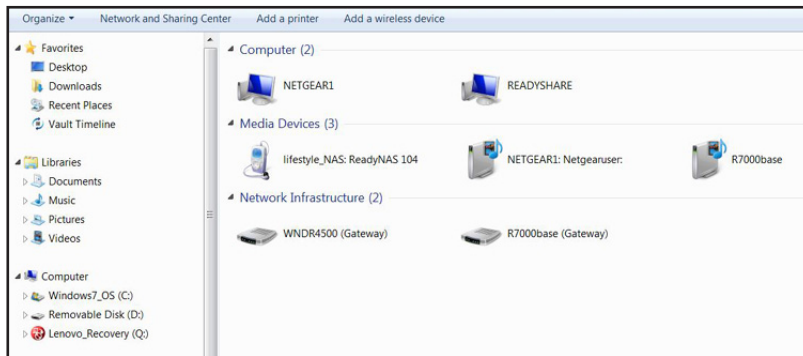 Organize Network and Sharing Center Add a printer Add a wireless device
Favorites
Desktop
Downloads
Recent Places
Vault Timeline
Libraries
Documents
Music
Pictures
Videos
Computer
Windows7_OS (C:)
Removable Disk (D:)
Lenovo_Recovery (Q:)
Computer (2)
NETGEAR1 READYSHARE
Media Devices (3)
lifestyle_NAS: ReadyNAS 104 NETGEAR1: Netgearuser: R7000base
Network Infrastructure (2)
WNDR4500 (Gateway) R7000base (Gateway)